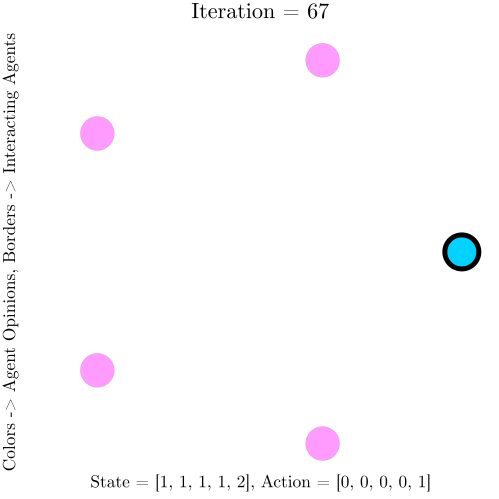 Iteration = 67
Colors -> Agent Opinions, Borders -> Interacting Agents
State = [1, 1, 1, 1, 2], Action = [0, 0, 0, 0, 1]